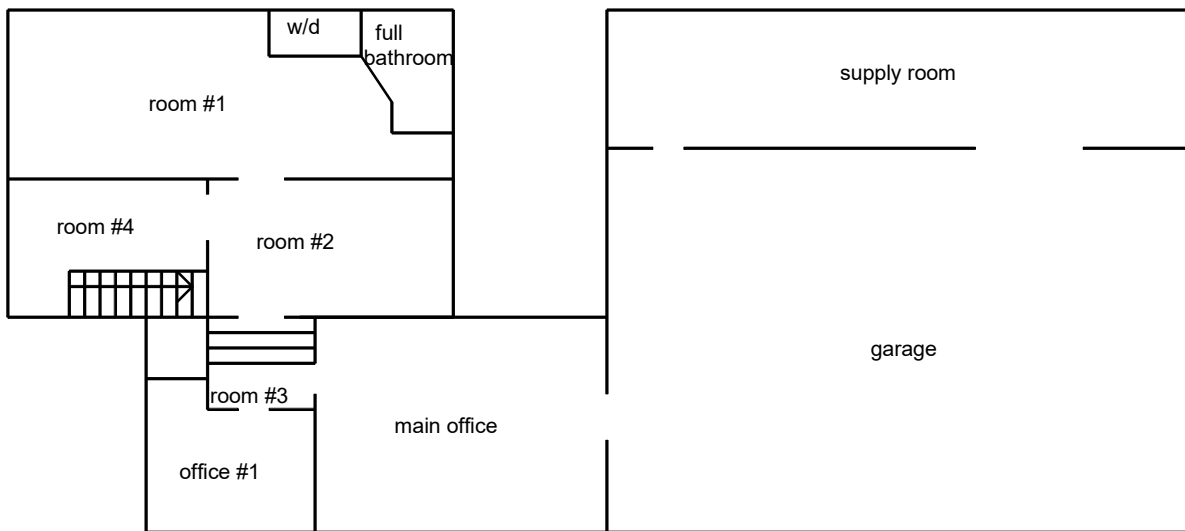 w/d
full
bathroom
supply room
room #1
room #4
room #2
garage
room #3
main office
office #1